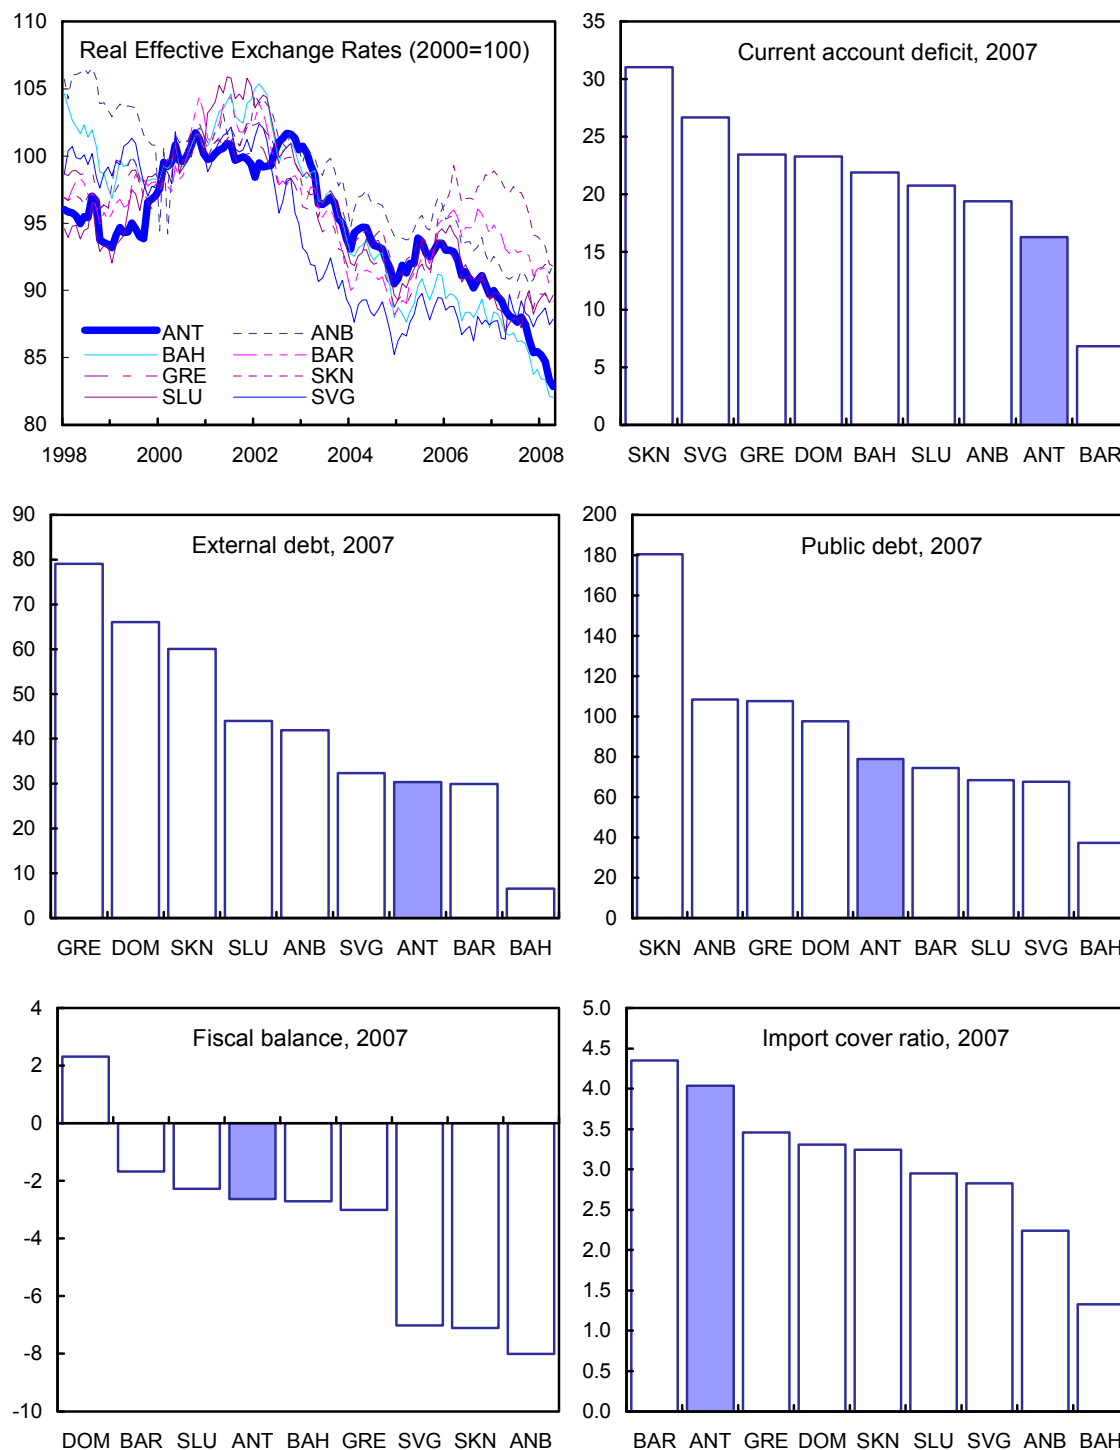 Real Effective Exchange Rates (2000=100)
110
105
100
95
90
85
80
ANT
ANB
BAH
BAR
GRE
SKN
SLU
SVG
1998 2000 2002 2004 2006 2008
Current account deficit, 2007
35
30
25
20
15
10
5
0
SKN SVG GRE DOM BAH SLU ANB ANT BAR
External debt, 2007
90
80
70
60
50
40
30
20
10
0
GRE DOM SKN SLU ANB SVG ANT BAR BAH
Public debt, 2007
200
180
160
140
120
100
80
60
40
20
0
SKN ANB GRE DOM ANT BAR SLU SVG BAH
Fiscal balance, 2007
4
2
0
-2
-4
-6
-8
-10
DOM BAR SLU ANT BAH GRE SVG SKN ANB
Import cover ratio, 2007
5.0
4.5
4.0
3.5
3.0
2.5
2.0
1.5
1.0
0.5
0.0
BAR ANT GRE DOM SKN SLU SVG ANB BAH